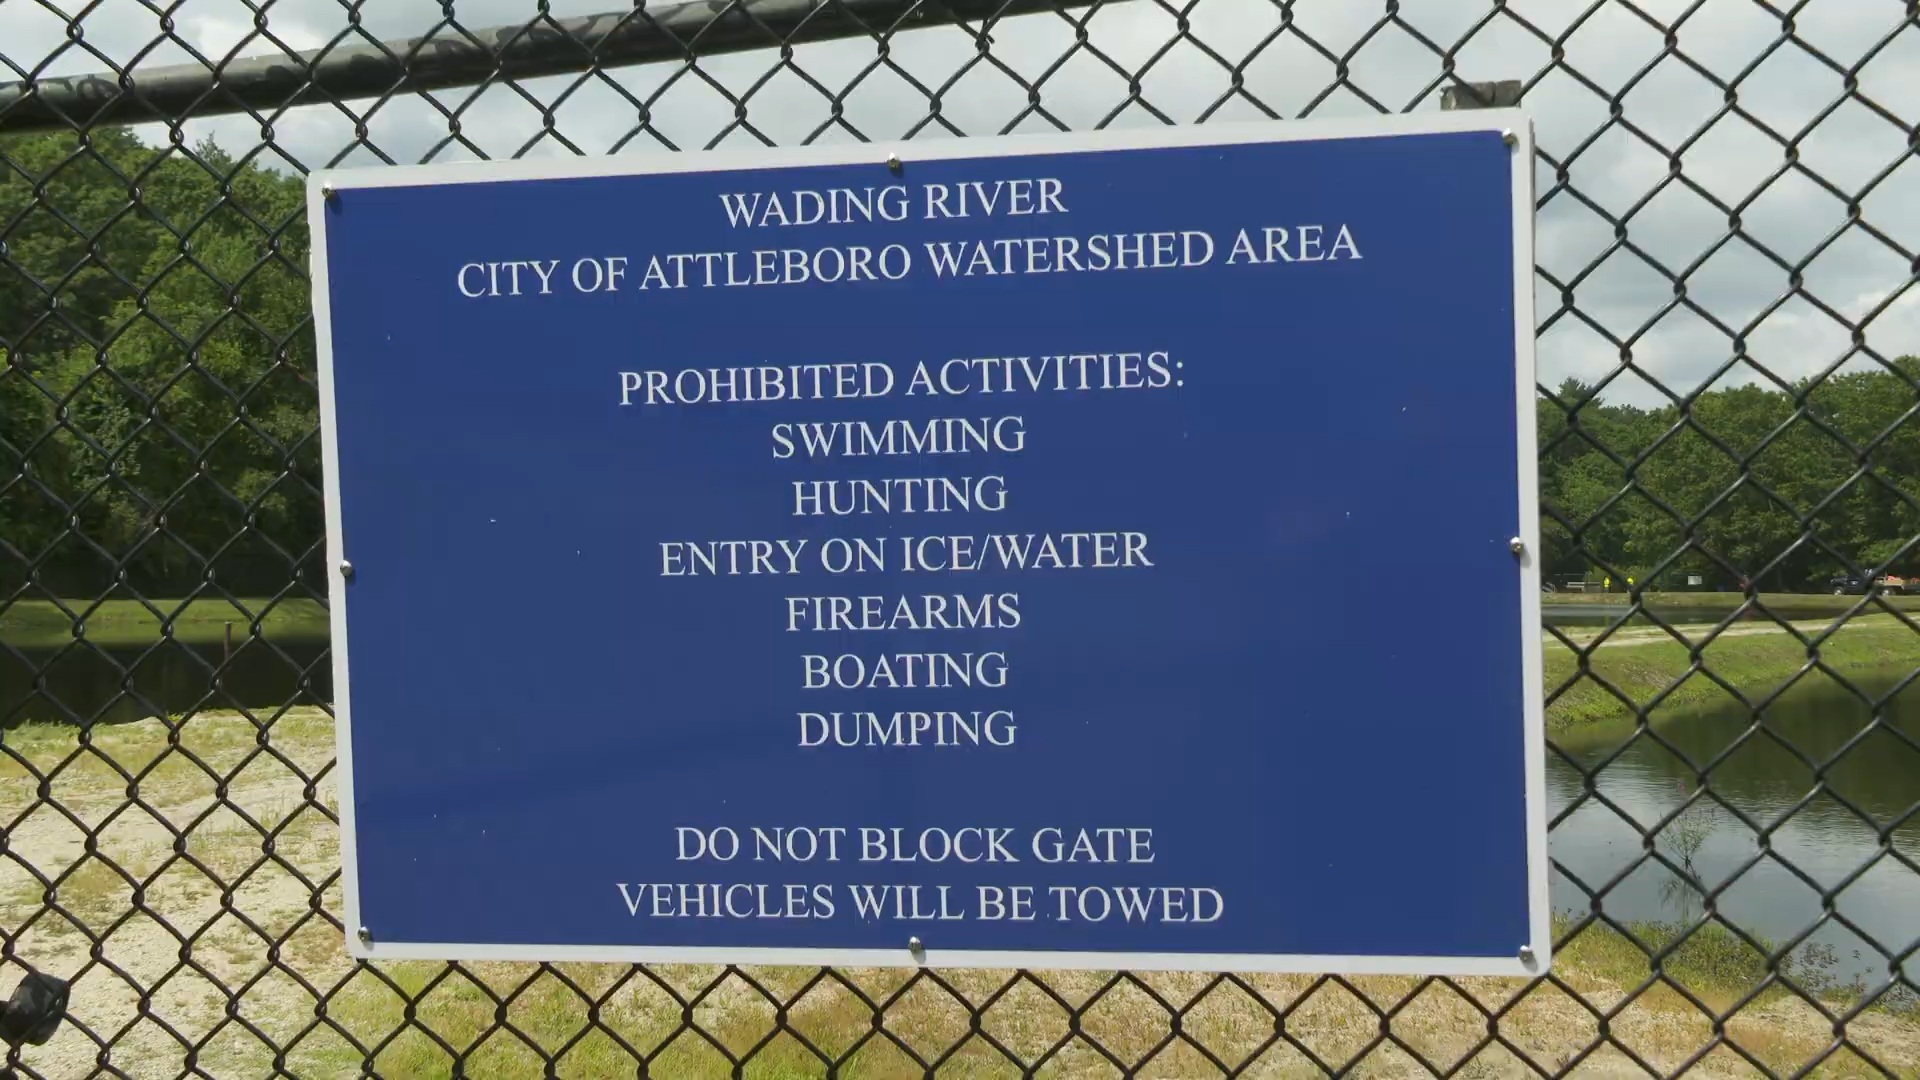 WADING RIVER
CITY OF ATTLEBORO WATERSHED AREA
PROHIBITED ACTIVITIES:
SWIMMING
HUNTING
ENTRY ON ICE/WATER
FIREARMS
BOATING
DUMPING
DO NOT BLOCK GATE
VEHICLES WILL BE TOWED